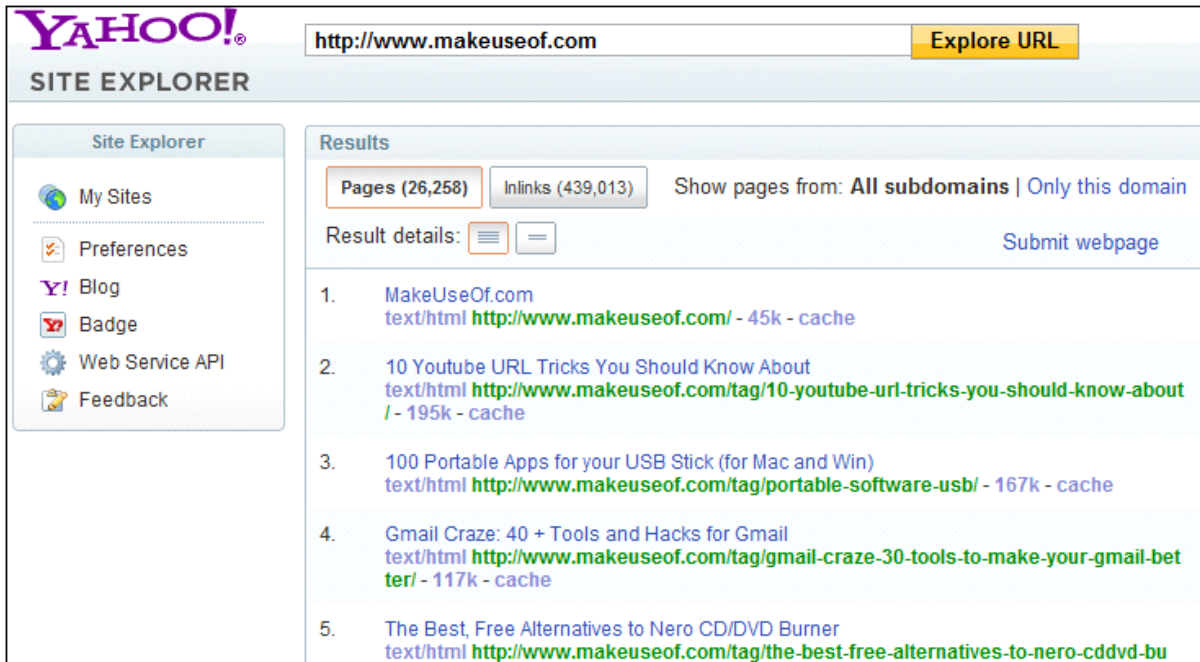 YAHOO!®
SITE EXPLORER
http://www.makeuseof.com
Explore URL
Site Explorer
My Sites
Preferences
Y! Blog
Badge
Web Service API
Feedback
Results
Pages (26,258)
Inlinks (439,013)
Show pages from: All subdomains | Only this domain
Result details:
Submit webpage
1. MakeUseOf.com
text/html http://www.makeuseof.com/ - 45k - cache
2. 10 Youtube URL Tricks You Should Know About
text/html http://www.makeuseof.com/tag/10-youtube-url-tricks-you-should-know-about
/ - 195k - cache
3. 100 Portable Apps for your USB Stick (for Mac and Win)
text/html http://www.makeuseof.com/tag/portable-software-usb/ - 167k - cache
4. Gmail Craze: 40 + Tools and Hacks for Gmail
text/html http://www.makeuseof.com/tag/gmail-craze-30-tools-to-make-your-gmail-bet
ter/ - 117k - cache
5. The Best, Free Alternatives to Nero CD/DVD Burner
text/html http://www.makeuseof.com/tag/the-best-free-alternatives-to-nero-cddvd-bu